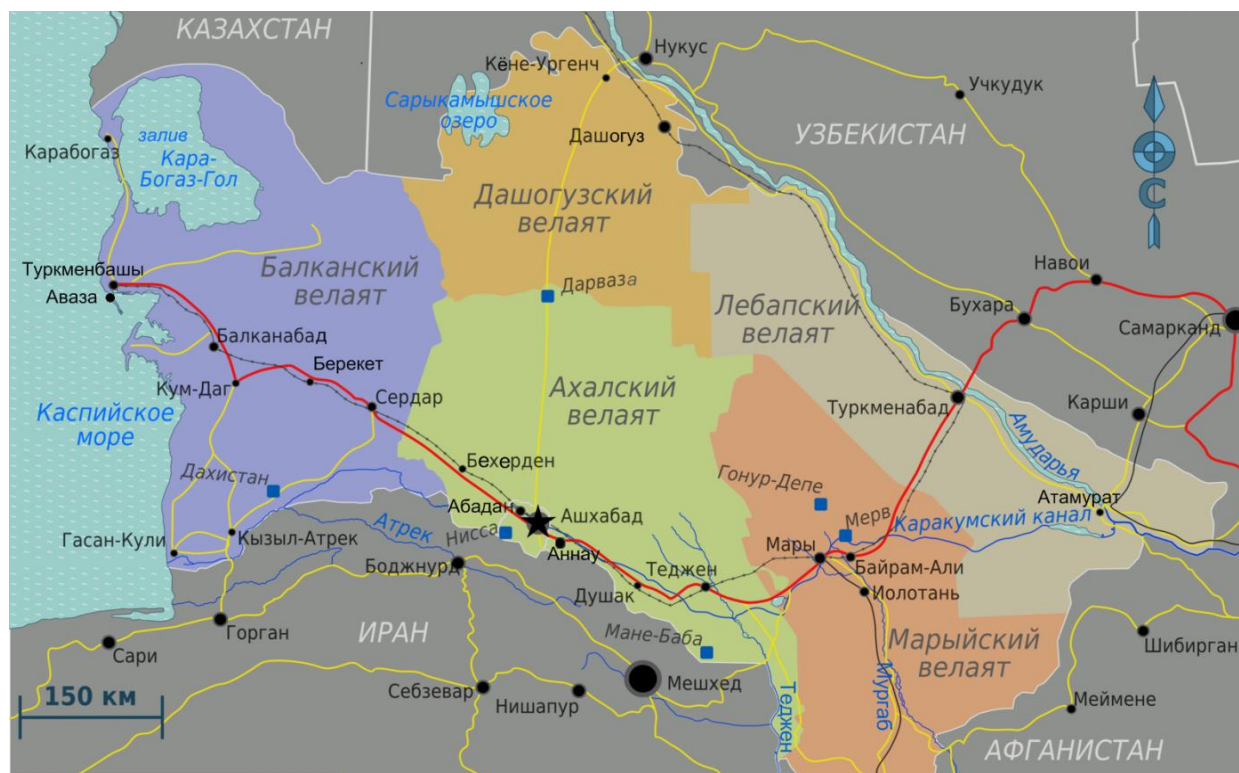 КАЗАХСТАН
Нукус
Кёне-Ургенч
Учкудук
Сарыкамышское
озеро
УЗБЕКИСТАН
Дашогуз
залив
Кара-
Богаз-Гол
Карабогаз
С
Дашогузский
велаят
Балканский
велаят
Туркменбашы
Аваза
Дарваза
Навои
Бухара
Лебапский
велаят
Самарканд
Балканабад
Берекет
Кум-Даг
Сердар
Ахалский
велаят
Туркменабад
Карши
Каспийское
море
Амударья
Бехерден
Дахистан
Гонур-Депе
Атамурат
Абадан
Ашхабад
Мерв
Каракумский канал
Атрек
Нисса
Гасан-Кули
Кызыл-Атрек
Аннау
Мары
Байрам-Али
Боджнурд
Теджен
Душак
Иолотань
Горган
ИРАН
Мане-Баба
Марыйский
велаят
Шибирган
Сари
Мешхед
Себзевар
Нишапур
Теджен
Мургаб
Меймене
150 км
АФГАНИСТАН